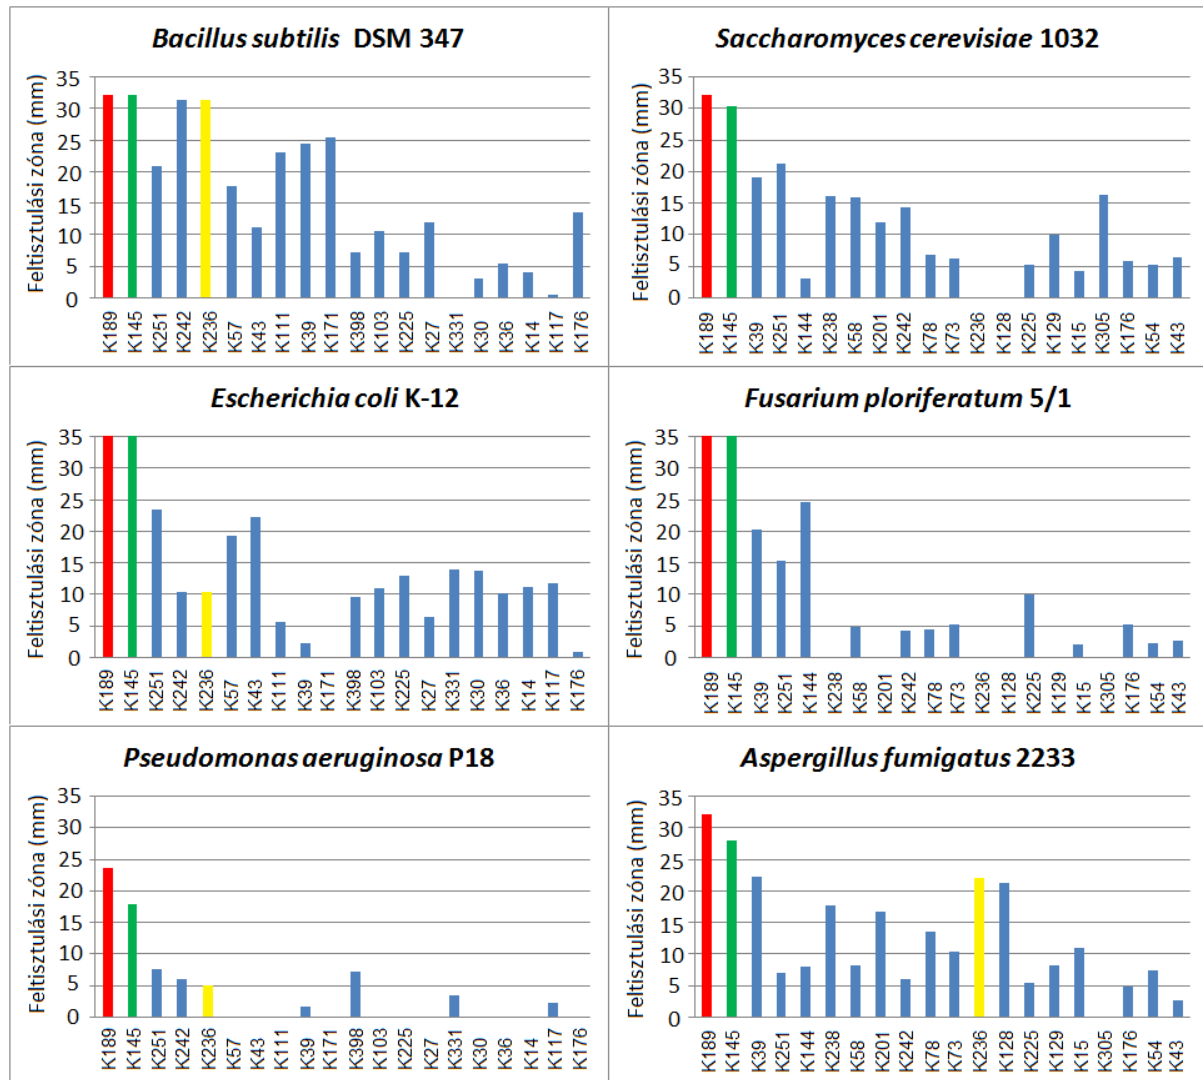 Bacillus subtilis DSM 347
Feltisztulási zóna (mm)
35
30
25
20
15
10
5
0
K189 K145 K251 K242 K236 K57 K43 K111 K39 K171 K398 K103 K225 K27 K331 K30 K36 K14 K117 K176
Saccharomyces cerevisiae 1032
Feltisztulási zóna (mm)
35
30
25
20
15
10
5
0
K189 K145 K39 K251 K144 K238 K58 K201 K242 K78 K73 K236 K128 K225 K129 K15 K305 K176 K54 K43
Escherichia coli K-12
Feltisztulási zóna (mm)
35
30
25
20
15
10
5
0
K189 K145 K251 K242 K236 K57 K43 K111 K39 K171 K398 K103 K225 K27 K331 K30 K36 K14 K117 K176
Fusarium ploriferatum 5/1
Feltisztulási zóna (mm)
35
30
25
20
15
10
5
0
K189 K145 K39 K251 K144 K238 K58 K201 K242 K78 K73 K236 K128 K225 K129 K15 K305 K176 K54 K43
Pseudomonas aeruginosa P18
Feltisztulási zóna (mm)
35
30
25
20
15
10
5
0
K189 K145 K251 K242 K236 K57 K43 K111 K39 K171 K398 K103 K225 K27 K331 K30 K36 K14 K117 K176
Aspergillus fumigatus 2233
Feltisztulási zóna (mm)
35
30
25
20
15
10
5
0
K189 K145 K39 K251 K144 K238 K58 K201 K242 K78 K73 K236 K128 K225 K129 K15 K305 K176 K54 K43